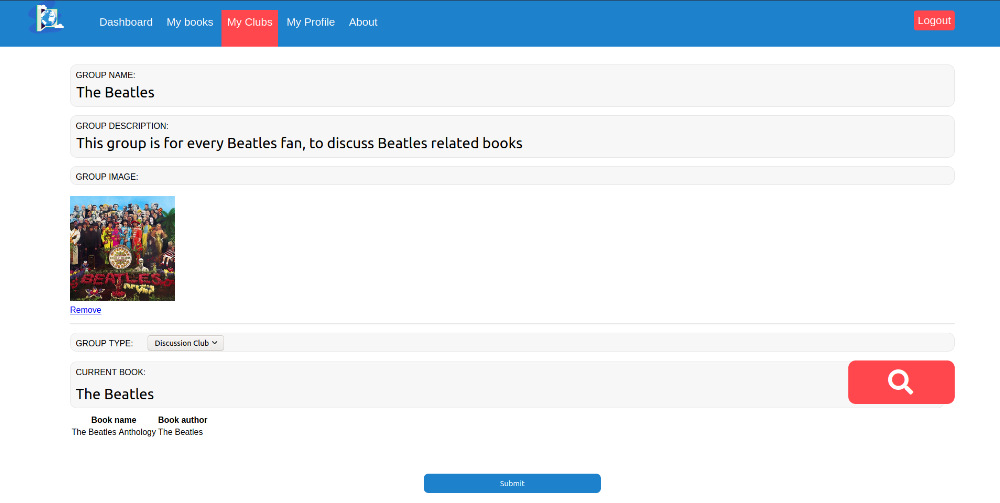 Dashboard My books My Clubs My Profile About Logout
GROUP NAME:
The Beatles
GROUP DESCRIPTION:
This group is for every Beatles fan, to discuss Beatles related books
GROUP IMAGE:
BEATLES
Remove
GROUP TYPE: Discussion Club
CURRENT BOOK:
The Beatles
Book name Book author
The Beatles Anthology The Beatles
Submit